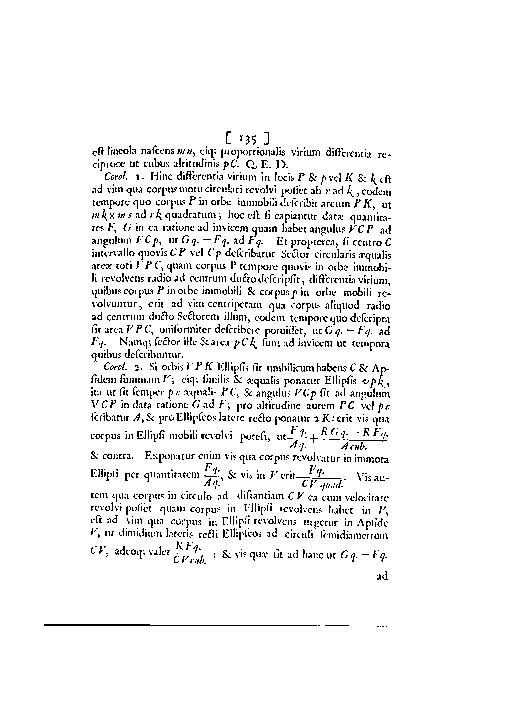 [ 135 ]
est lineola nascens mn, eiq; proportionalis virium differentia re-
ciproce ut cubus altitudinis pC. Q. E. D.
Corol. 1. Hinc differentia virium in locis P & p vel K & k est
ad vim qua corpus motu circulari revolvi posset ab r ad k, eodem
tempore quo corpus P in orbe immobili describit arcum PK, ut
mk × ms ad rk quadratum; hoc est si capiantur datæ quantita-
tes F, G in ea ratione ad invicem quam habet angulus VCP ad
angulum VCp, ut Gq. – Fq. ad Fq. Et propterea, si centro C
intervallo quovis CP vel Cp describatur Sector circularis æqualis
areæ toti VPC, quam corpus P tempore quovis in orbe immobi-
li revolvens radio ad centrum ducto descripsit, differentia virium,
quibus corpus P in orbe immobili & corpus p in orbe mobili re-
volvuntur, erit ad vim centripetam qua corpus aliquod radio
ad centrum ducto Sectorem illum, eodem tempore quo descripta
sit area VPC, uniformiter describere potuisset, ut Gq. – Fq. ad
Fq. Namq; sector ille & area pCk sunt ad invicem ut tempora
quibus describuntur.
Corol. 2. Si orbis VPK Ellipsis sit umbilicum habens C & Ap-
sidem summam V; eiq; similis & æqualis ponatur Ellipsis vpk,
ita ut sit semper pc æqualis PC, & angulus VCp sit ad angulum
VCP in data ratione G ad F; pro altitudine autem PC vel pc
scribatur A, & pro Ellipseos latere recto ponatur 2 R: erit vis qua
corpus in Ellipsi mobili revolvi potest, ut Fq./Aq. + RGq. – RFq./A cub.
& contra. Exponatur enim vis qua corpus revolvatur in immota
Ellipsi per quantitatem Fq./Aq., & vis in V erit Fq./CV quad. Vis au-
tem qua corpus in circulo ad distantiam CV ea cum velocitate
revolvi posset quam corpus in Ellipsi revolvens habet in V,
est ad vim qua corpus in Ellipsi revolvens urgetur in Apside
V, ut dimidium lateris recti Ellipseos ad circuli semidiametrum
CV, adeoq; valet RFq./CV cub. : & vis quæ sit ad hanc ut Gq. – Fq.
ad